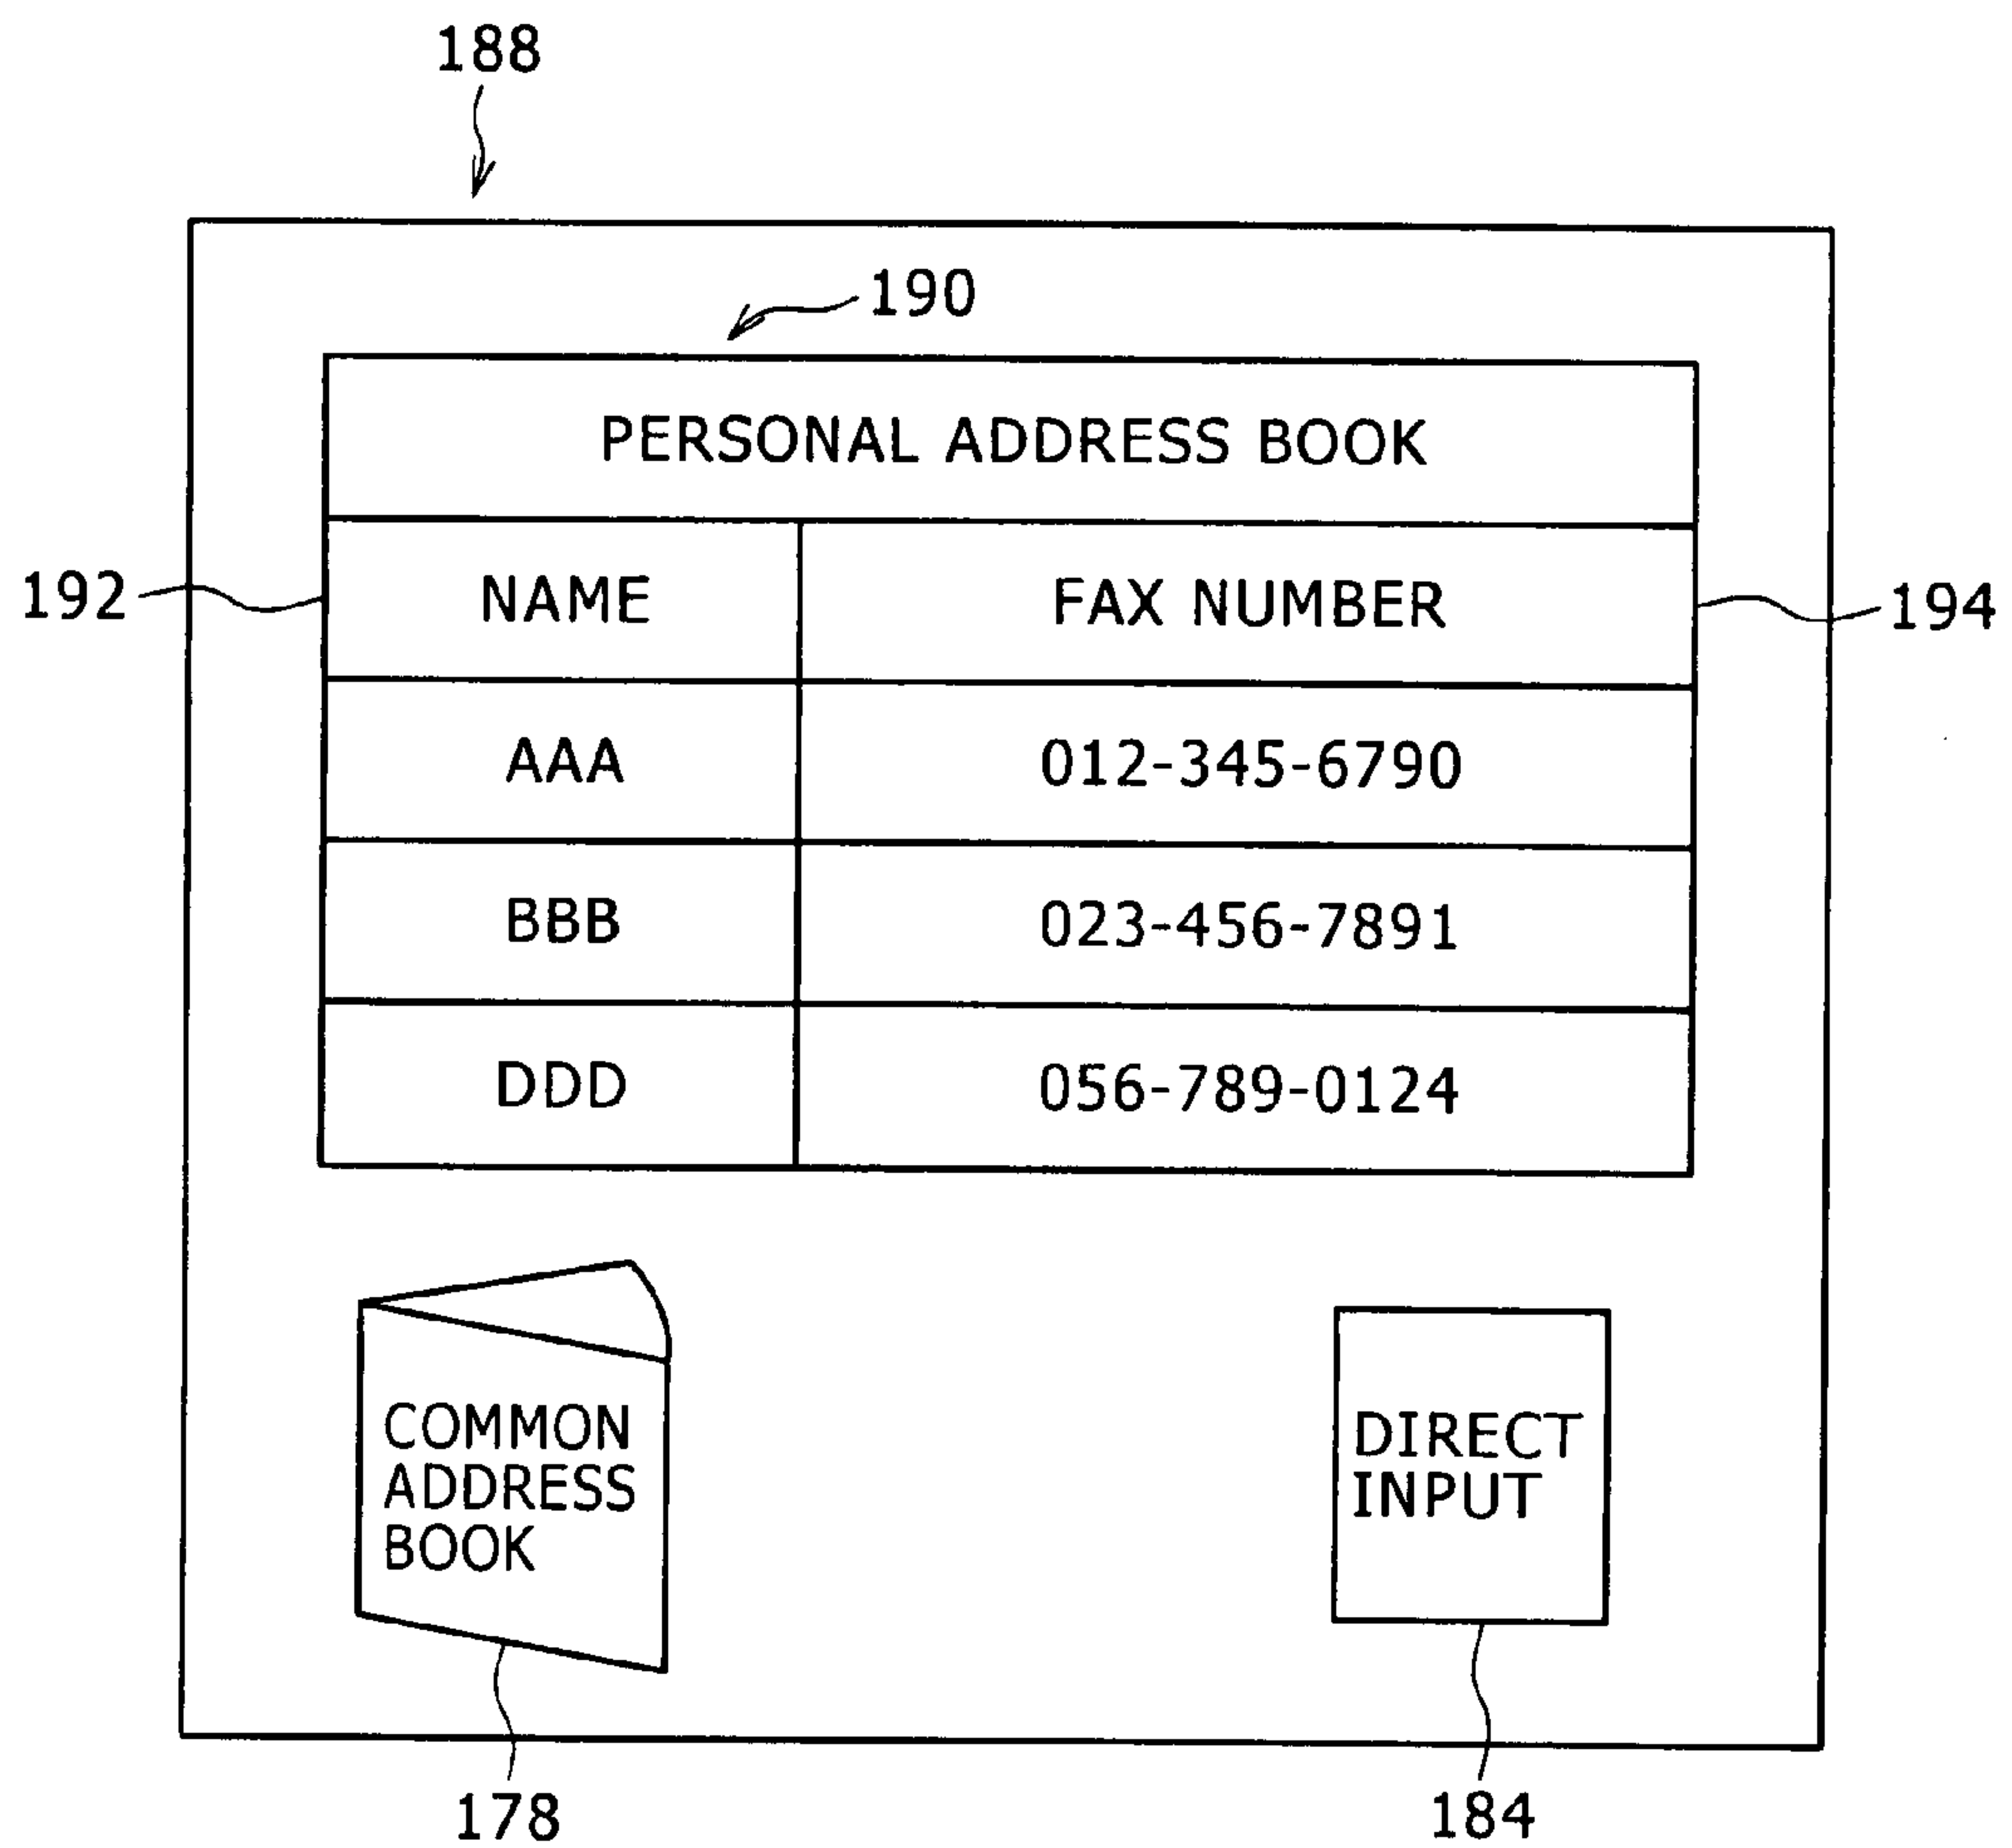 188
190
PERSONAL ADDRESS BOOK
192
NAME
FAX NUMBER
194
AAA
012-345-6790
BBB
023-456-7891
DDD
056-789-0124
COMMON
ADDRESS
BOOK
DIRECT
INPUT
178
184